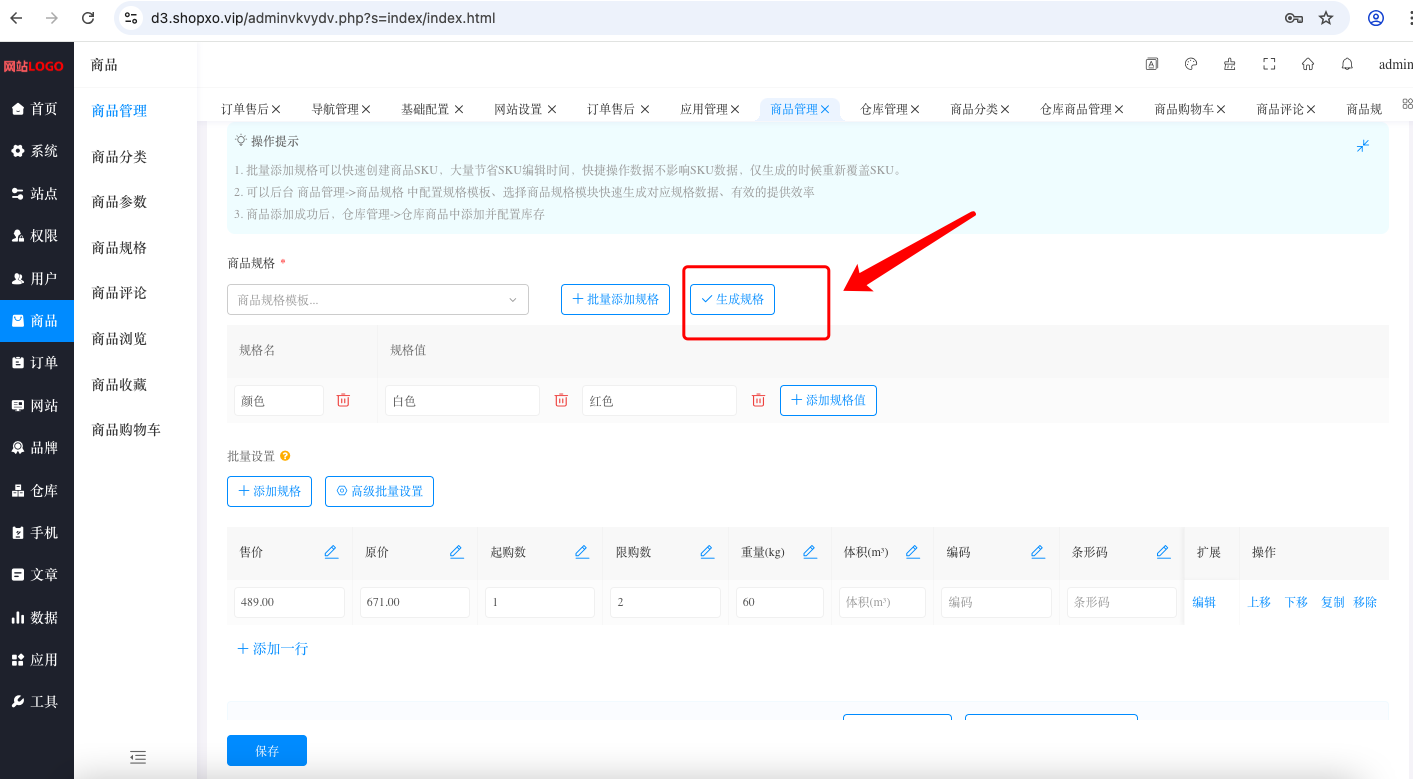 d3.shopxo.vip/adminvkvydv.php?s=index/index.html
网站LOGO
首页
系统
站点
权限
用户
商品
订单
网站
品牌
仓库
手机
文章
数据
应用
工具
商品
商品管理
商品分类
商品参数
商品规格
商品评论
商品浏览
商品收藏
商品购物车
admin
订单售后 导航管理 基础配置 网站设置 订单售后 应用管理 商品管理 仓库管理 商品分类 仓库商品管理 商品购物车 商品评论 商品规
操作提示
1. 批量添加规格可以快速创建商品SKU，大量节省SKU编辑时间，快捷操作数据不影响SKU数据，仅生成的时候重新覆盖SKU。
2. 可以后台 商品管理->商品规格 中配置规格模板、选择商品规格模块快速生成对应规格数据、有效的提供效率
3. 商品添加成功后，仓库管理->仓库商品中添加并配置库存
商品规格 *
商品规格模板... 批量添加规格 生成规格
规格名 规格值
颜色 白色 红色 添加规格值
批量设置
添加规格 高级批量设置
售价 原价 起购数 限购数 重量(kg) 体积(m³) 编码 条形码 扩展 操作
489.00 671.00 1 2 60 体积(m³) 编码 条形码 编辑 上移 下移 复制 移除
添加一行
保存